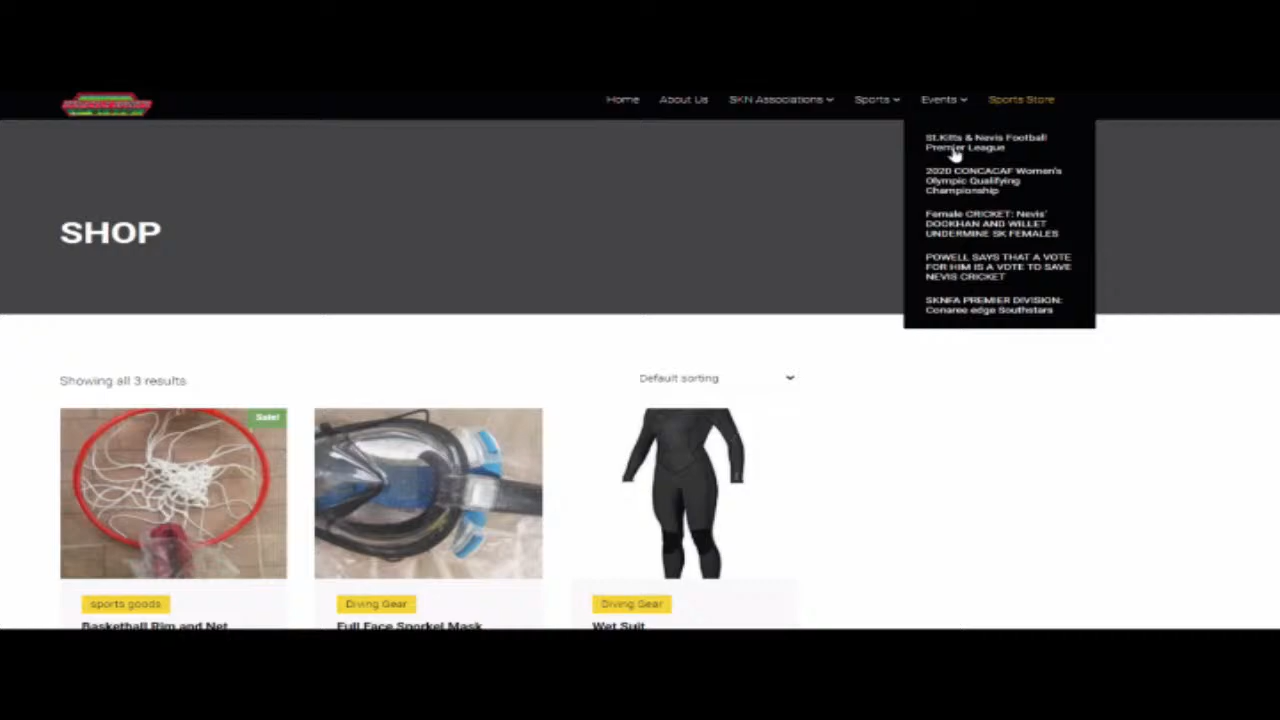 Home About Us SKN Associations Sports Events Sports Store
St.Kitts & Nevis Football
Premier League
2020 CONCACAF Women's
Olympic Qualifying
Championship
Female CRICKET: Nevis'
DOOKHAN AND WILLET
UNDERMINE SK FEMALES
POWELL SAYS THAT A VOTE
FOR HIM IS A VOTE TO SAVE
NEVIS CRICKET
SKNFA PREMIER DIVISION:
Conaree edge Southstars
SHOP
Showing all 3 results
Default sorting
Sale!
sports goods
Diving Gear
Diving Gear
Basketball Rim and Net
Full Face Snorkel Mask
Wet Suit